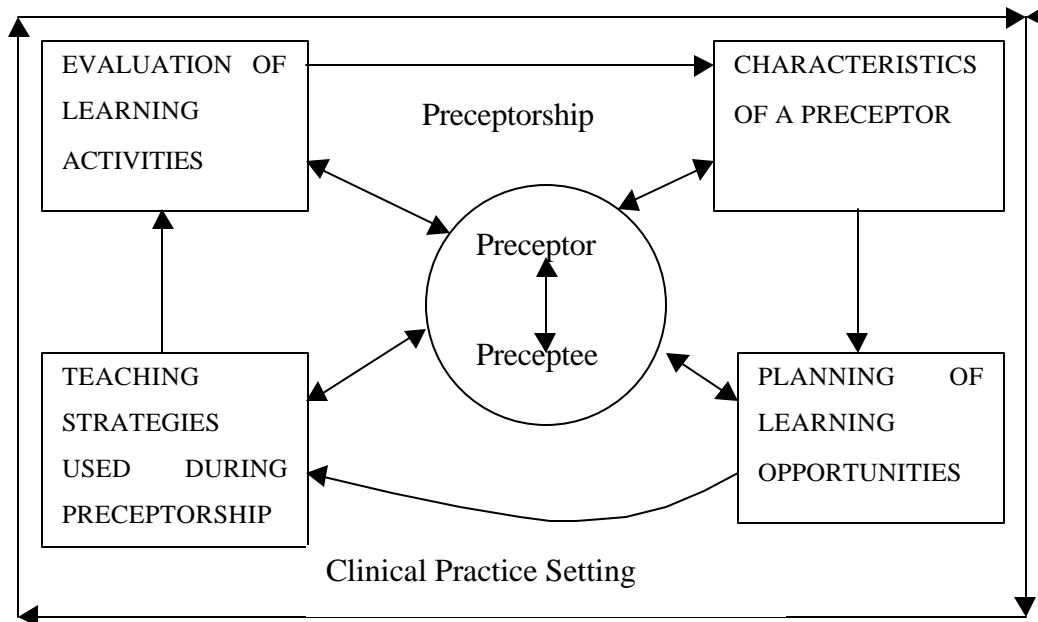 EVALUATION OF
LEARNING
ACTIVITIES
CHARACTERISTICS
OF A PRECEPTOR
Preceptorship
Preceptor
Preceptee
TEACHING
STRATEGIES
USED DURING
PRECEPTORSHIP
PLANNING OF
LEARNING
OPPORTUNITIES
Clinical Practice Setting